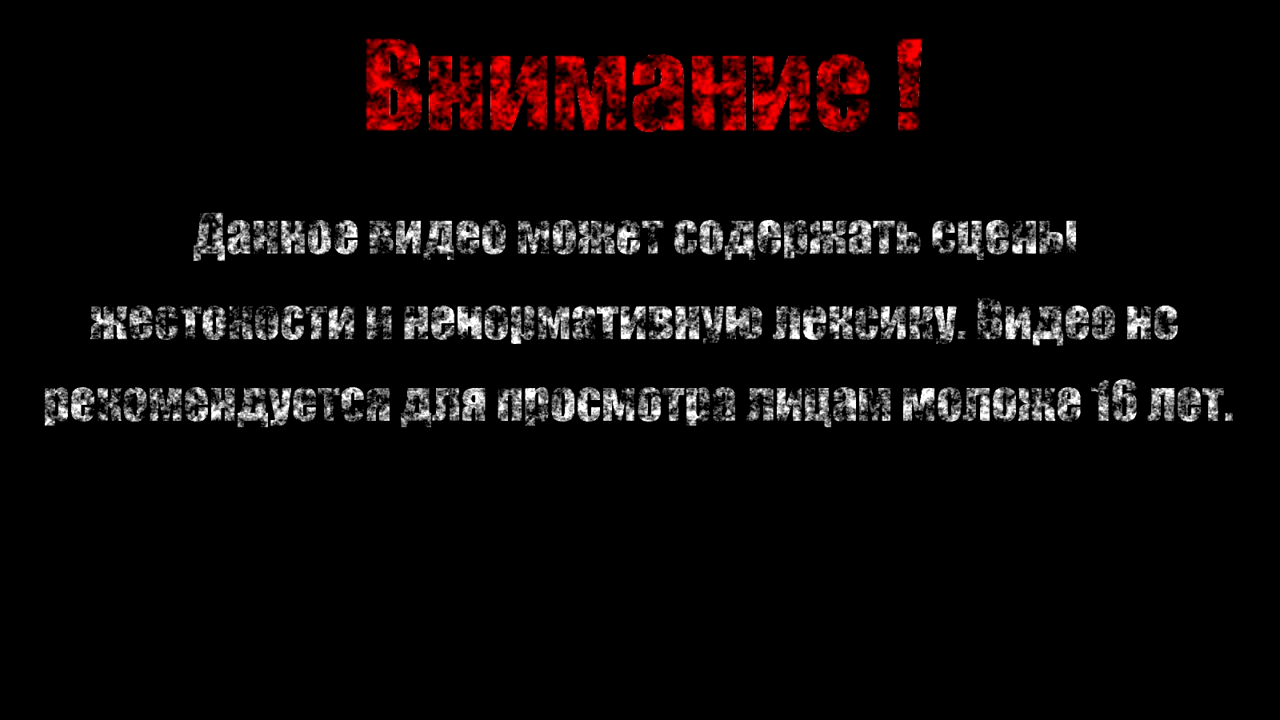 Внимание !
Данное видео может содержать сцены
жестокости и ненормативную лексику. Видео не
рекомендуется для просмотра лицам моложе 16 лет.